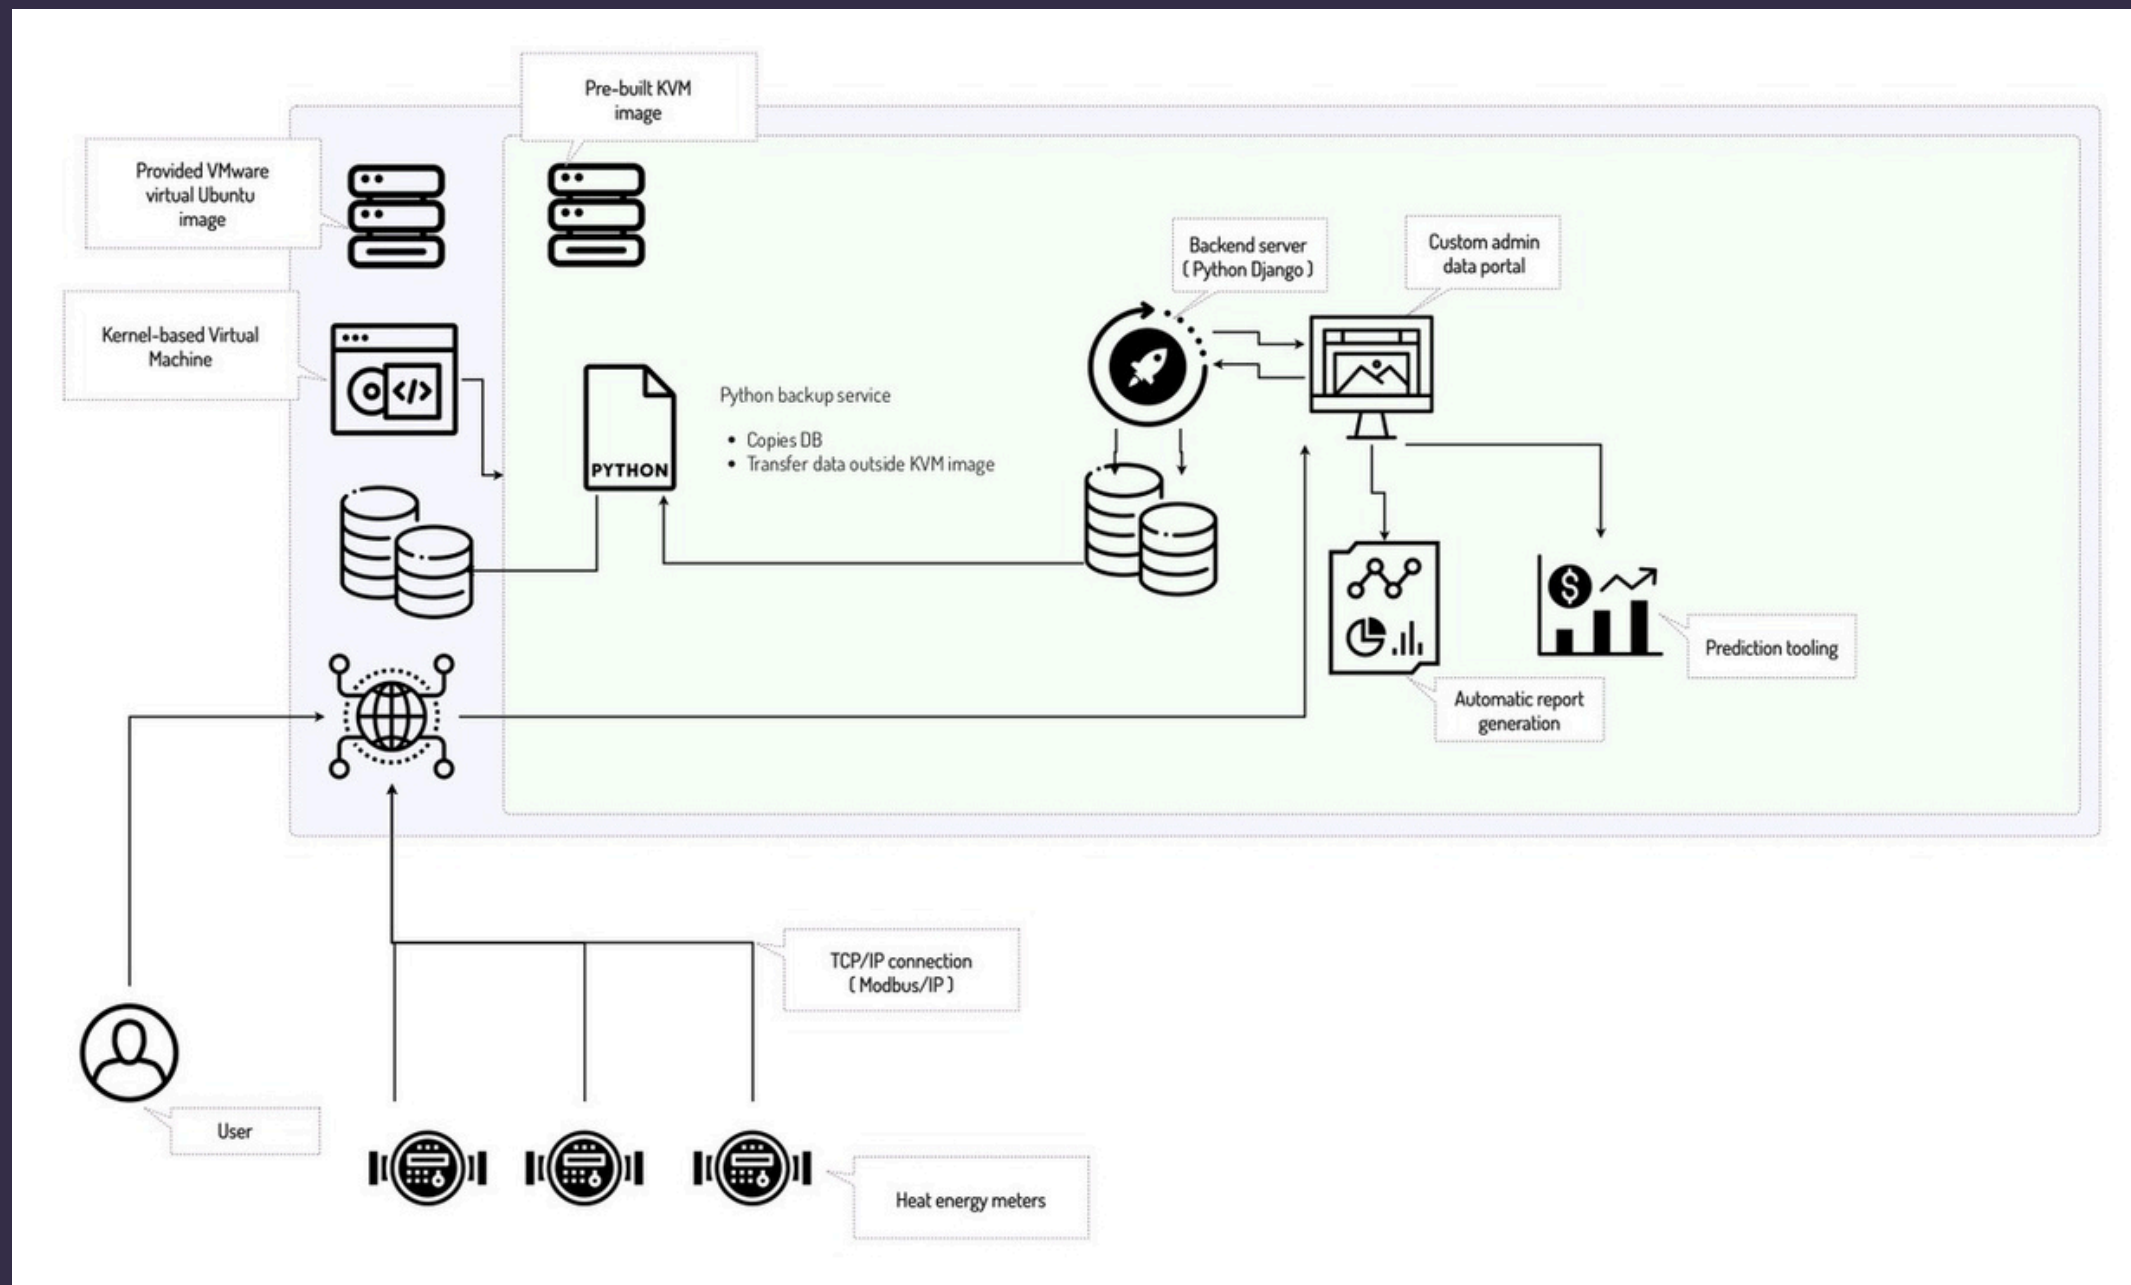 Pre-built KVM
image
Provided VMware
virtual Ubuntu
image
Kernel-based Virtual
Machine
</>
PYTHON
Python backup service
• Copies DB
• Transfer data outside KVM image
Backend server
( Python Django )
Custom admin
data portal
$
Prediction tooling
Automatic report
generation
TCP/IP connection
( Modbus/IP )
User
Heat energy meters